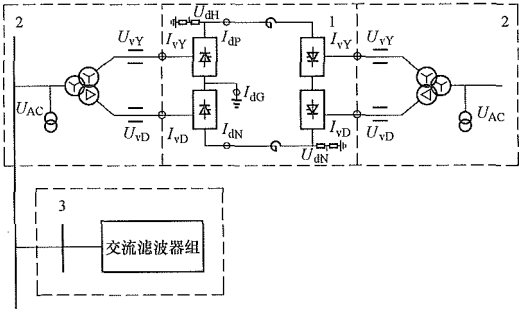 2
U_dH
1
2
U_vY
I_vY
I_dP
I_vY
U_vY
U_AC
I_dG
U_AC
U_vD
I_vD
I_dN
I_vD
U_vD
U_dN
3
交流滤波器组